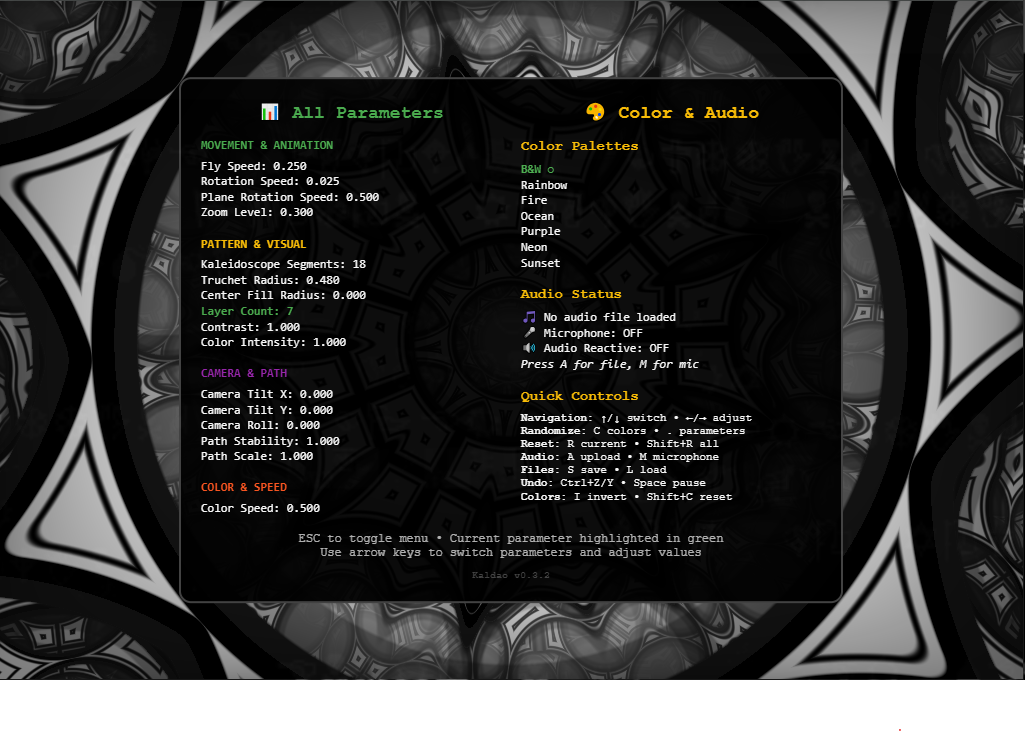 📊 All Parameters
MOVEMENT & ANIMATION
Fly Speed: 0.250
Rotation Speed: 0.025
Plane Rotation Speed: 0.500
Zoom Level: 0.300
PATTERN & VISUAL
Kaleidoscope Segments: 18
Truchet Radius: 0.480
Center Fill Radius: 0.000
Layer Count: 7
Contrast: 1.000
Color Intensity: 1.000
CAMERA & PATH
Camera Tilt X: 0.000
Camera Tilt Y: 0.000
Camera Roll: 0.000
Path Stability: 1.000
Path Scale: 1.000
COLOR & SPEED
Color Speed: 0.500
🎨 Color & Audio
Color Palettes
B&W ○
Rainbow
Fire
Ocean
Purple
Neon
Sunset
Audio Status
🎵 No audio file loaded
🎤 Microphone: OFF
🔊 Audio Reactive: OFF
Press A for file, M for mic
Quick Controls
Navigation: ↑/↓ switch • ←/→ adjust
Randomize: C colors • . parameters
Reset: R current • Shift+R all
Audio: A upload • M microphone
Files: S save • L load
Undo: Ctrl+Z/Y • Space pause
Colors: I invert • Shift+C reset
ESC to toggle menu • Current parameter highlighted in green
Use arrow keys to switch parameters and adjust values
Kaldao v0.3.2